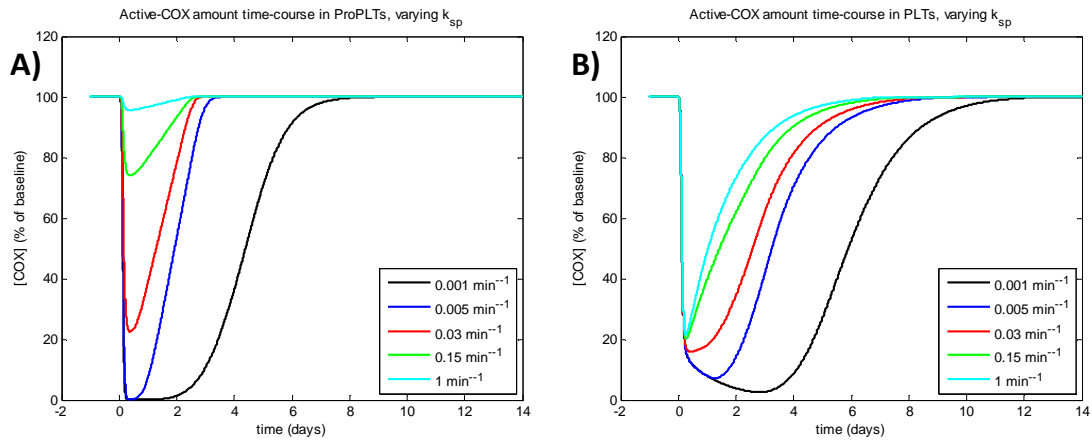 Active-COX amount time-course in ProPLTs, varying k_sp
A)
[COX] (% of baseline)
120
100
80
60
40
20
0
-2 0 2 4 6 8 10 12 14
time (days)
0.001 min⁻⁻¹
0.005 min⁻⁻¹
0.03 min⁻⁻¹
0.15 min⁻⁻¹
1 min⁻⁻¹
Active-COX amount time-course in PLTs, varying k_sp
B)
[COX] (% of baseline)
120
100
80
60
40
20
0
-2 0 2 4 6 8 10 12 14
time (days)
0.001 min⁻⁻¹
0.005 min⁻⁻¹
0.03 min⁻⁻¹
0.15 min⁻⁻¹
1 min⁻⁻¹